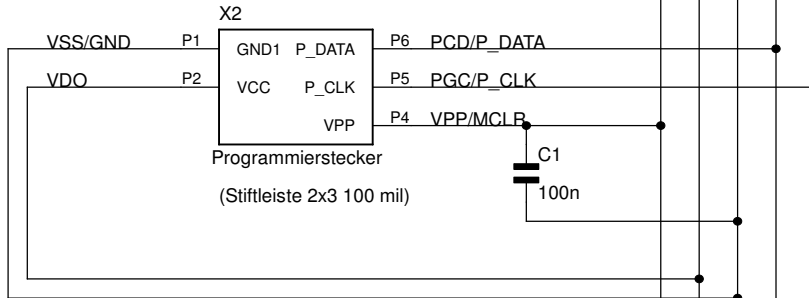 X2
VSS/GND P1 GND1 P_DATA P6 PCD/P_DATA
VDO P2 VCC P_CLK P5 PGC/P_CLK
VPP P4 VPP/MCLR
Programmierstecker
C1
(Stiftleiste 2x3 100 mil)
100n